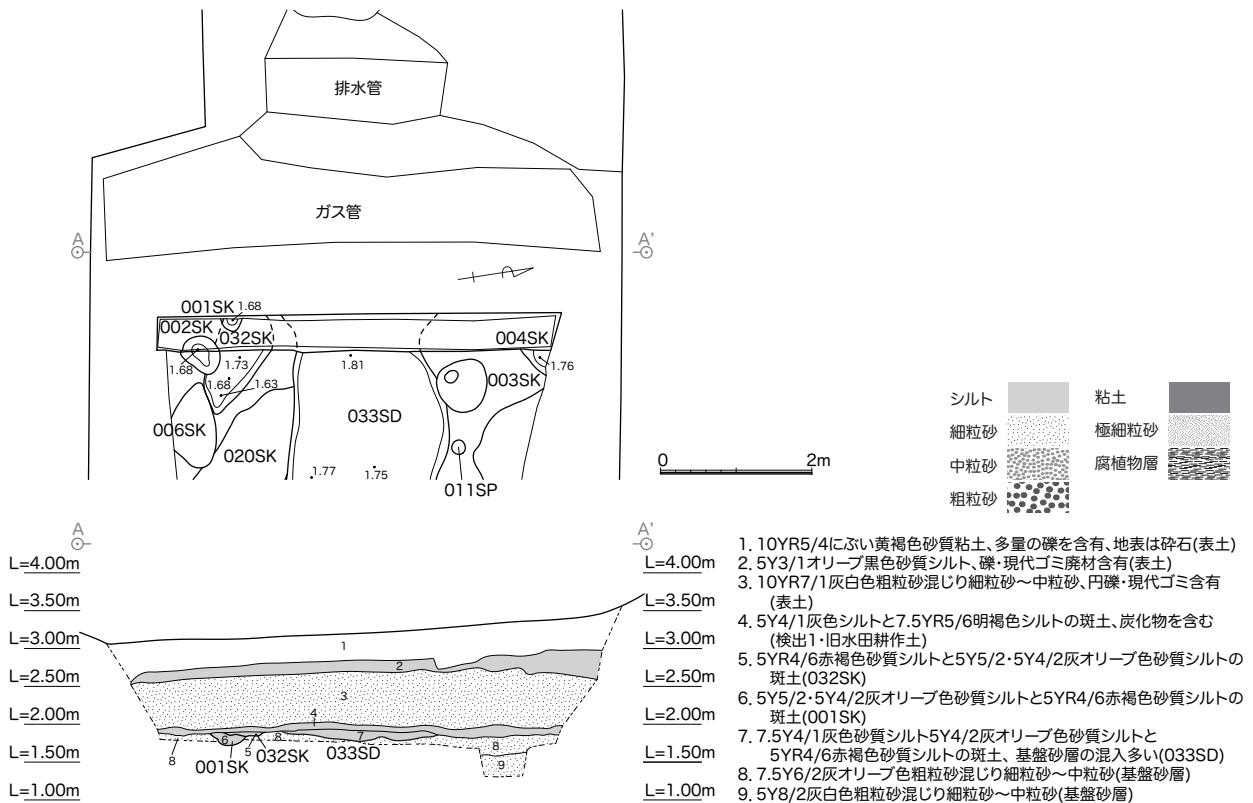 排水管
ガス管
A
A'
001SK 1.68
002SK
032SK
004SK
1.68
1.73
1.81
1.76
1.68
1.63
003SK
033SD
006SK
020SK
1.77
1.75
011SP
0
2m
シルト
粘土
細粒砂
極細粒砂
中粒砂
腐植物層
粗粒砂
A
A'
L=4.00m
L=3.50m
L=3.00m
L=2.50m
L=2.00m
L=1.50m
L=1.00m
1
2
3
4
5
6
7
8
8
8
9
001SK
032SK
033SD
L=4.00m
L=3.50m
L=3.00m
L=2.50m
L=2.00m
L=1.50m
L=1.00m
1. 10YR5/4にぶい黄褐色砂質粘土、多量の礫を含有、地表は砕石(表土)
2. 5Y3/1オリーブ黒色砂質シルト、礫・現代ゴミ廃材含有(表土)
3. 10YR7/1灰白色粗粒砂混じり細粒砂～中粒砂、円礫・現代ゴミ含有
(表土)
4. 5Y4/1灰色シルトと7.5YR5/6明褐色シルトの斑土、炭化物を含む
(検出1・旧水田耕作土)
5. 5YR4/6赤褐色砂質シルトと5Y5/2・5Y4/2灰オリーブ色砂質シルトの
斑土(032SK)
6. 5Y5/2・5Y4/2灰オリーブ色砂質シルトと5YR4/6赤褐色砂質シルトの
斑土(001SK)
7. 7.5Y4/1灰色砂質シルト5Y4/2灰オリーブ色砂質シルトと
5YR4/6赤褐色砂質シルトの斑土、基盤砂層の混入多い(033SD)
8. 7.5Y6/2灰オリーブ色粗粒砂混じり細粒砂～中粒砂(基盤砂層)
9. 5Y8/2灰白色粗粒砂混じり細粒砂～中粒砂(基盤砂層)